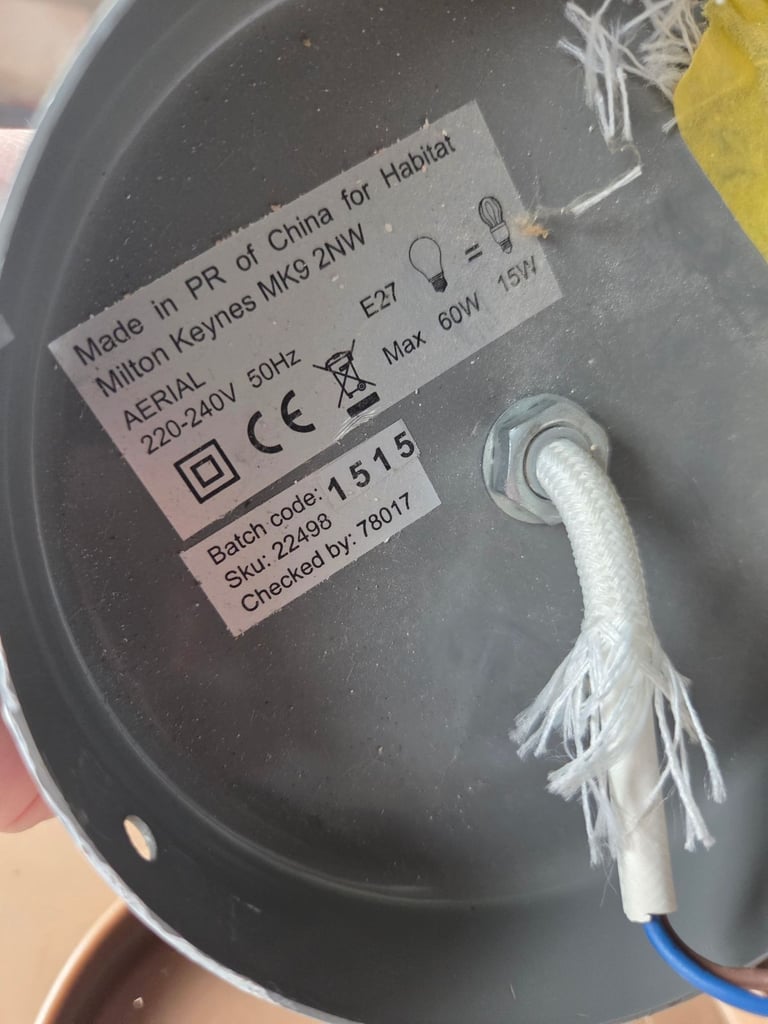 Made in PR of China for Habitat
Milton Keynes MK9 2NW
AERIAL
220-240V 50Hz
E27 =
CE Max 60W 15W
Batch code: 1515
Sku: 22498
Checked by: 78017